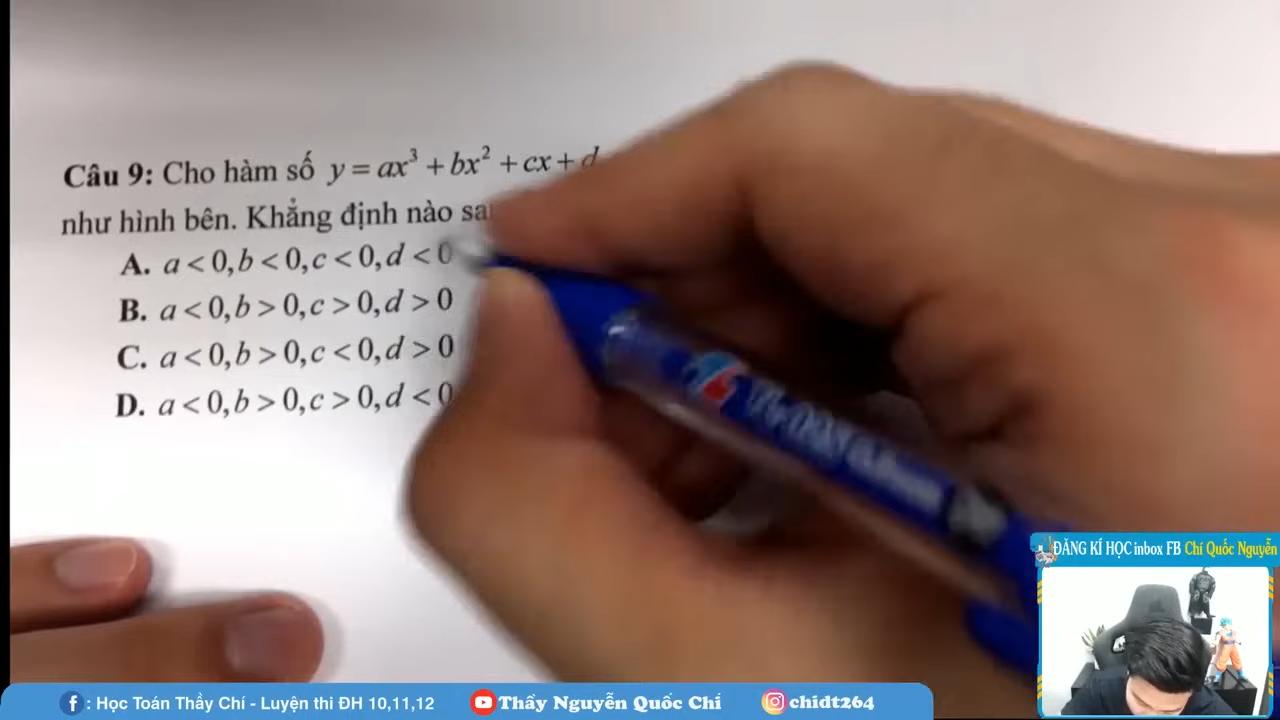 Câu 9: Cho hàm số y = ax³ + bx² + cx + d
như hình bên. Khẳng định nào
A. a < 0, b < 0, c < 0, d < 0
B. a < 0, b > 0, c > 0, d > 0
C. a < 0, b > 0, c < 0, d > 0
D. a < 0, b > 0, c > 0, d < 0
ĐĂNG KÍ HỌC inbox FB Chí Quốc Nguyễn
: Học Toán Thầy Chí - Luyện thi ĐH 10,11,12
Thầy Nguyễn Quốc Chí
chidt264